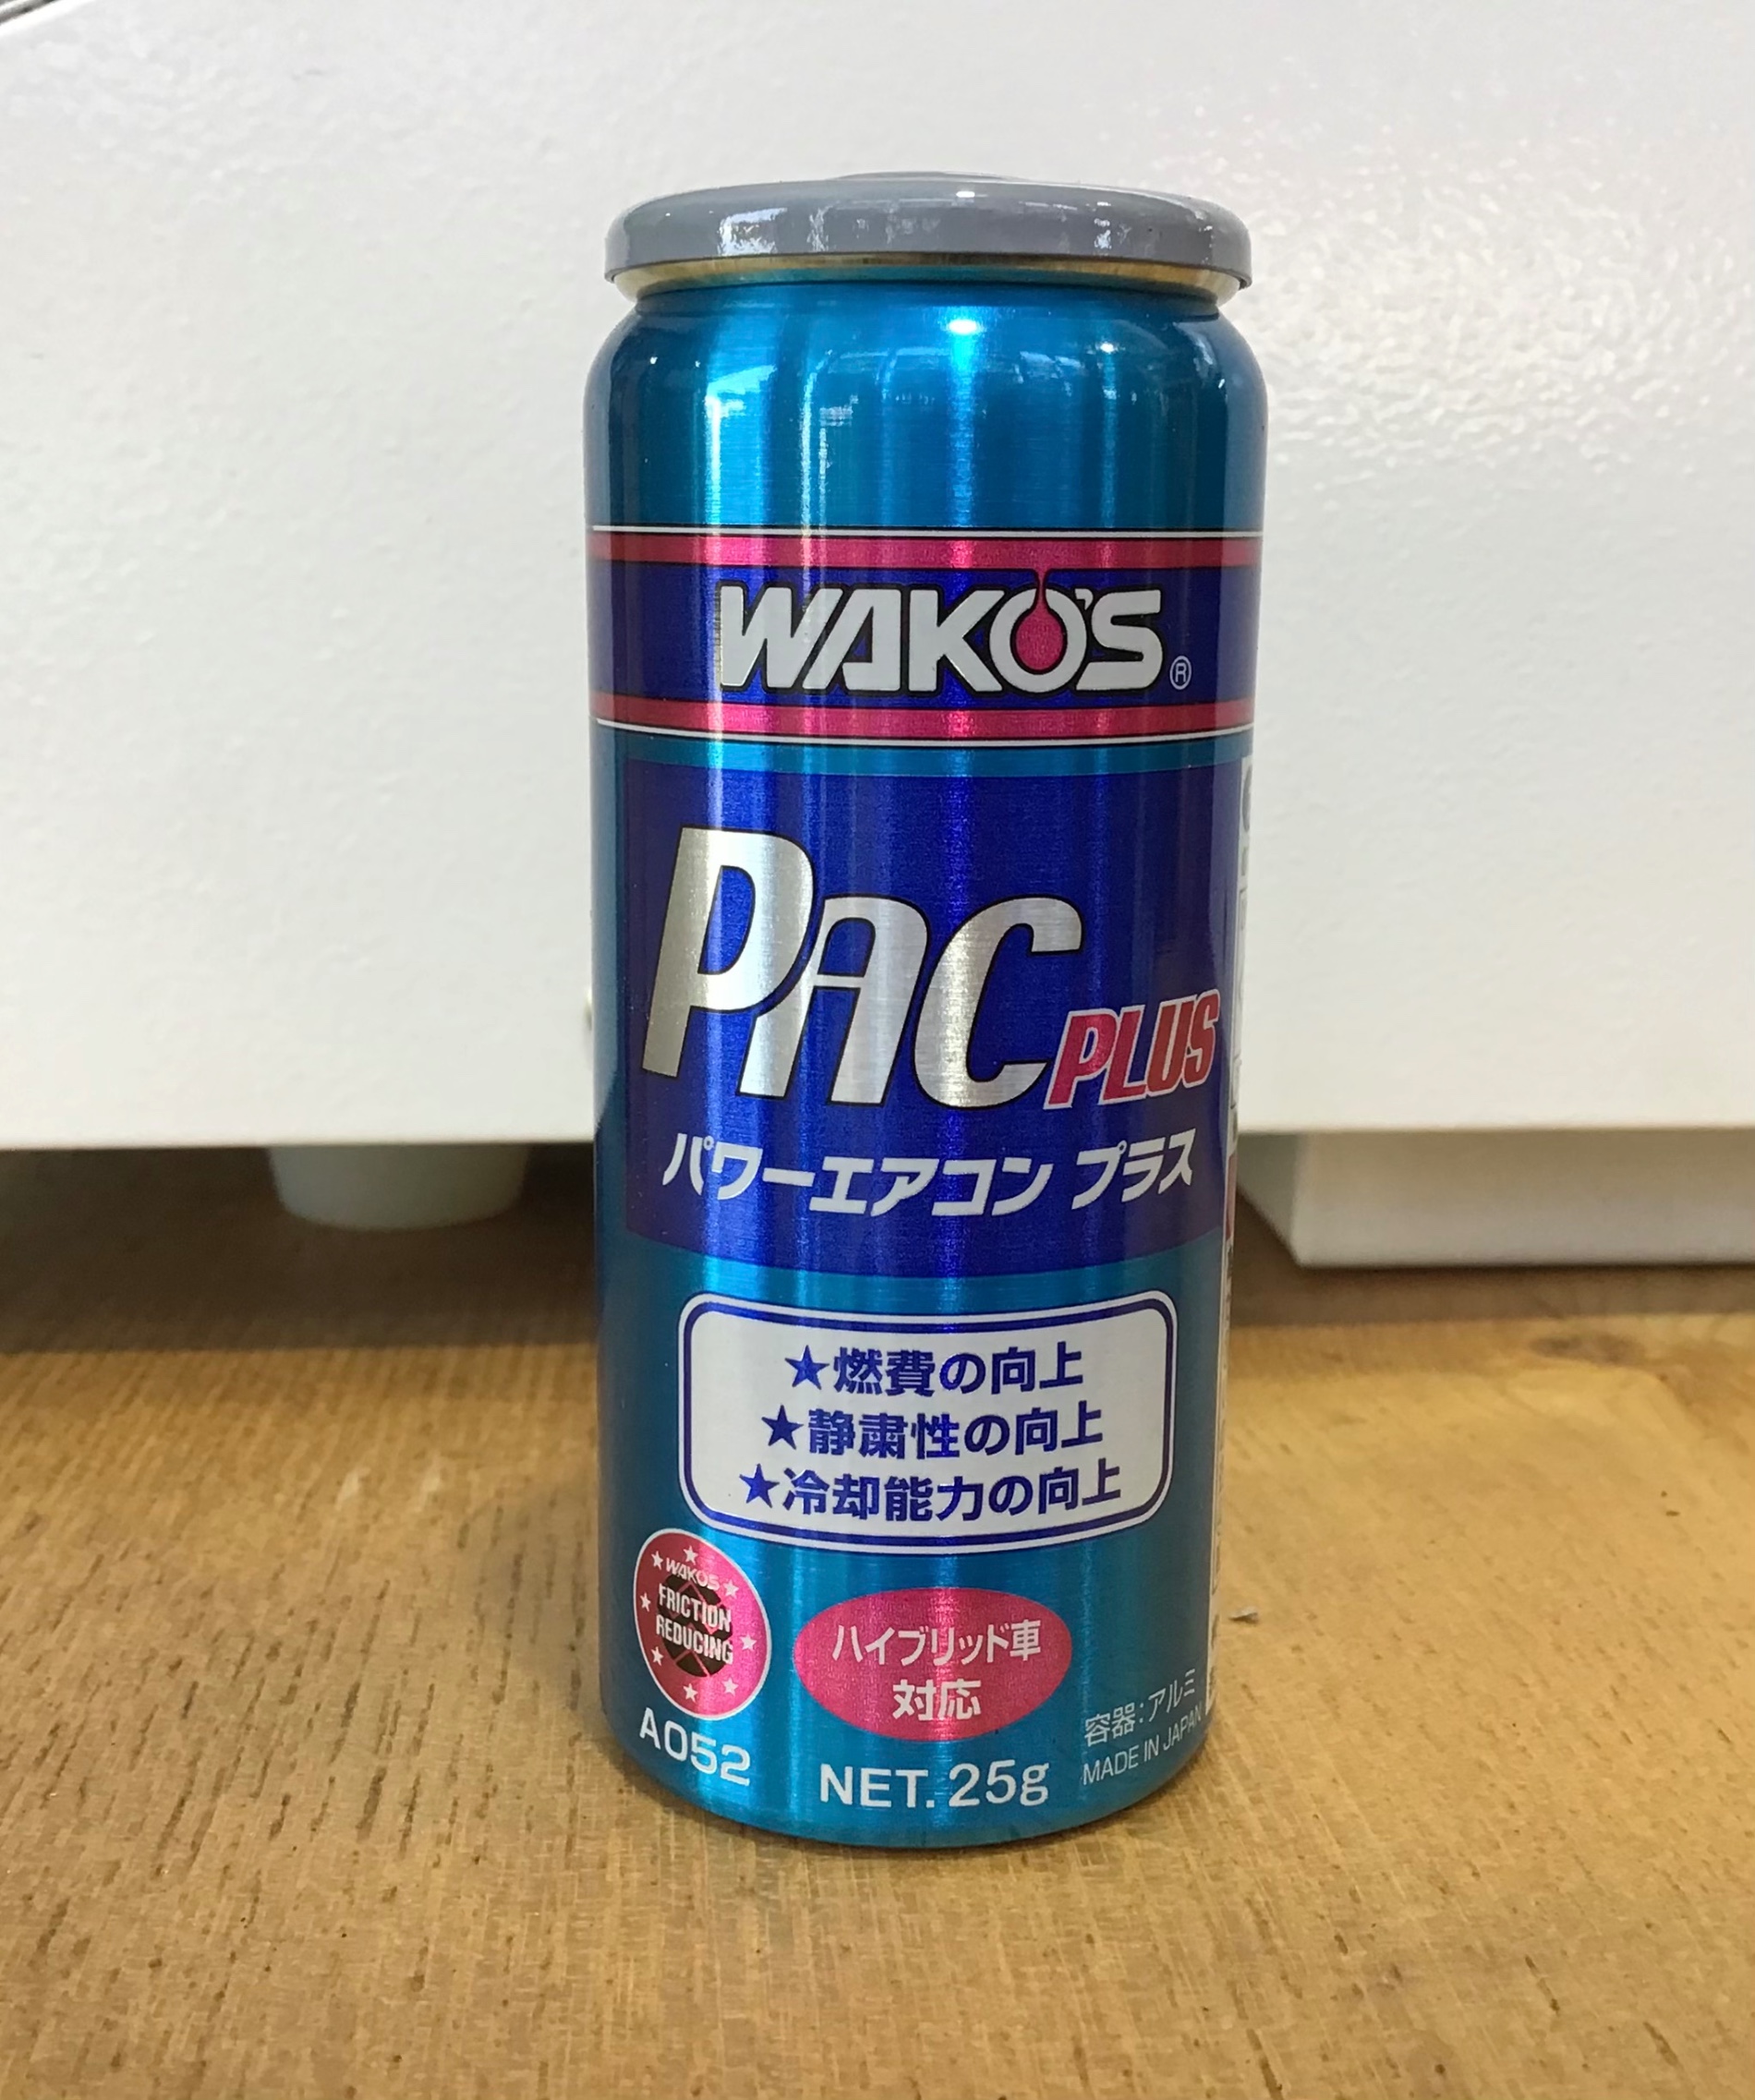 WAKO'S®
PAC PLUS
パワーエアコン プラス
★燃費の向上
★静粛性の向上
★冷却能力の向上
WAKO'S
FRICTION
REDUCING
ハイブリッド車
対応
A052
NET. 25g
容器:アルミ
MADE IN JAPAN